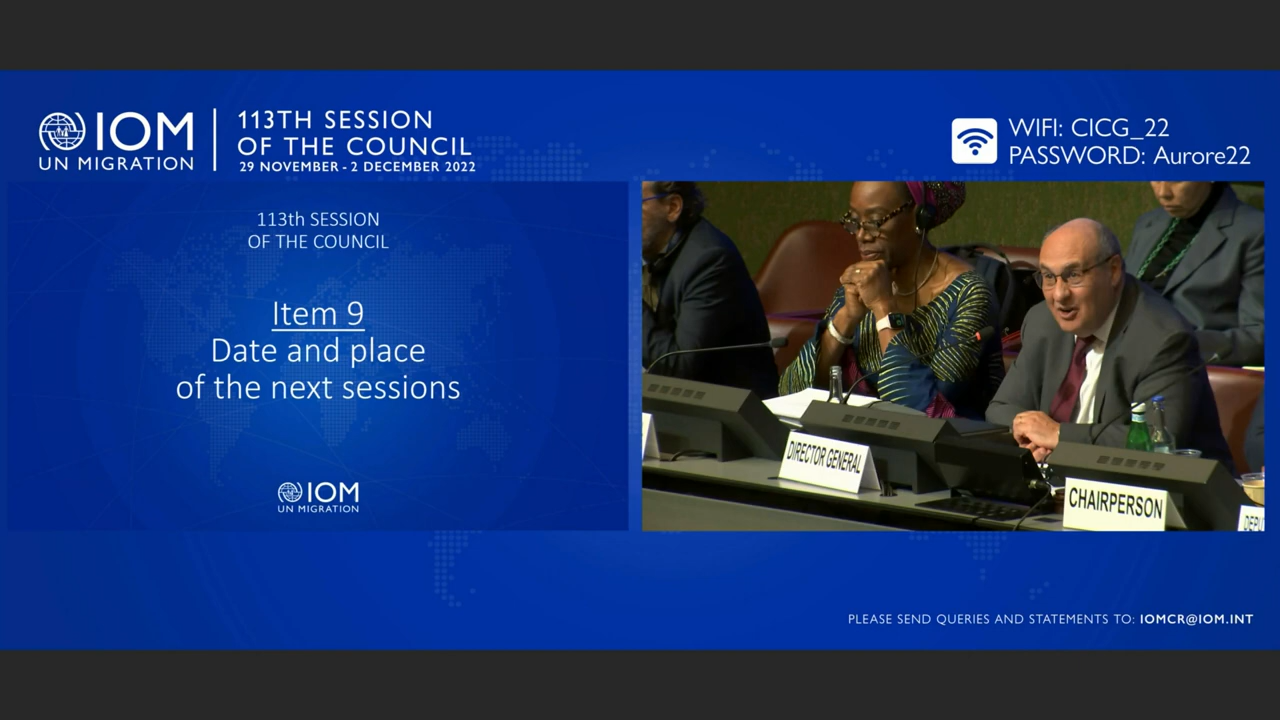 IOM
UN MIGRATION
113TH SESSION
OF THE COUNCIL
29 NOVEMBER - 2 DECEMBER 2022
WIFI: CICG_22
PASSWORD: Aurore22
113th SESSION
OF THE COUNCIL
Item 9
Date and place
of the next sessions
IOM
UN MIGRATION
DIRECTOR GENERAL
CHAIRPERSON
DEPU
PLEASE SEND QUERIES AND STATEMENTS TO: IOMCR@IOM.INT